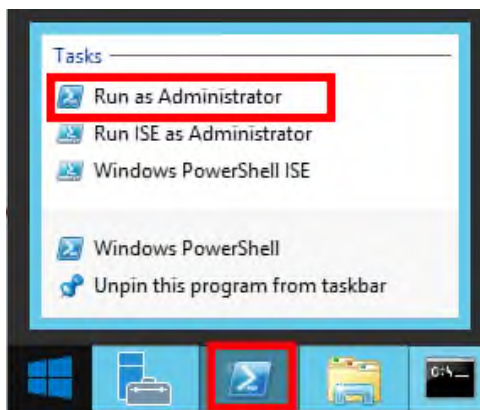 Tasks
Run as Administrator
Run ISE as Administrator
Windows PowerShell ISE
Windows PowerShell
Unpin this program from taskbar